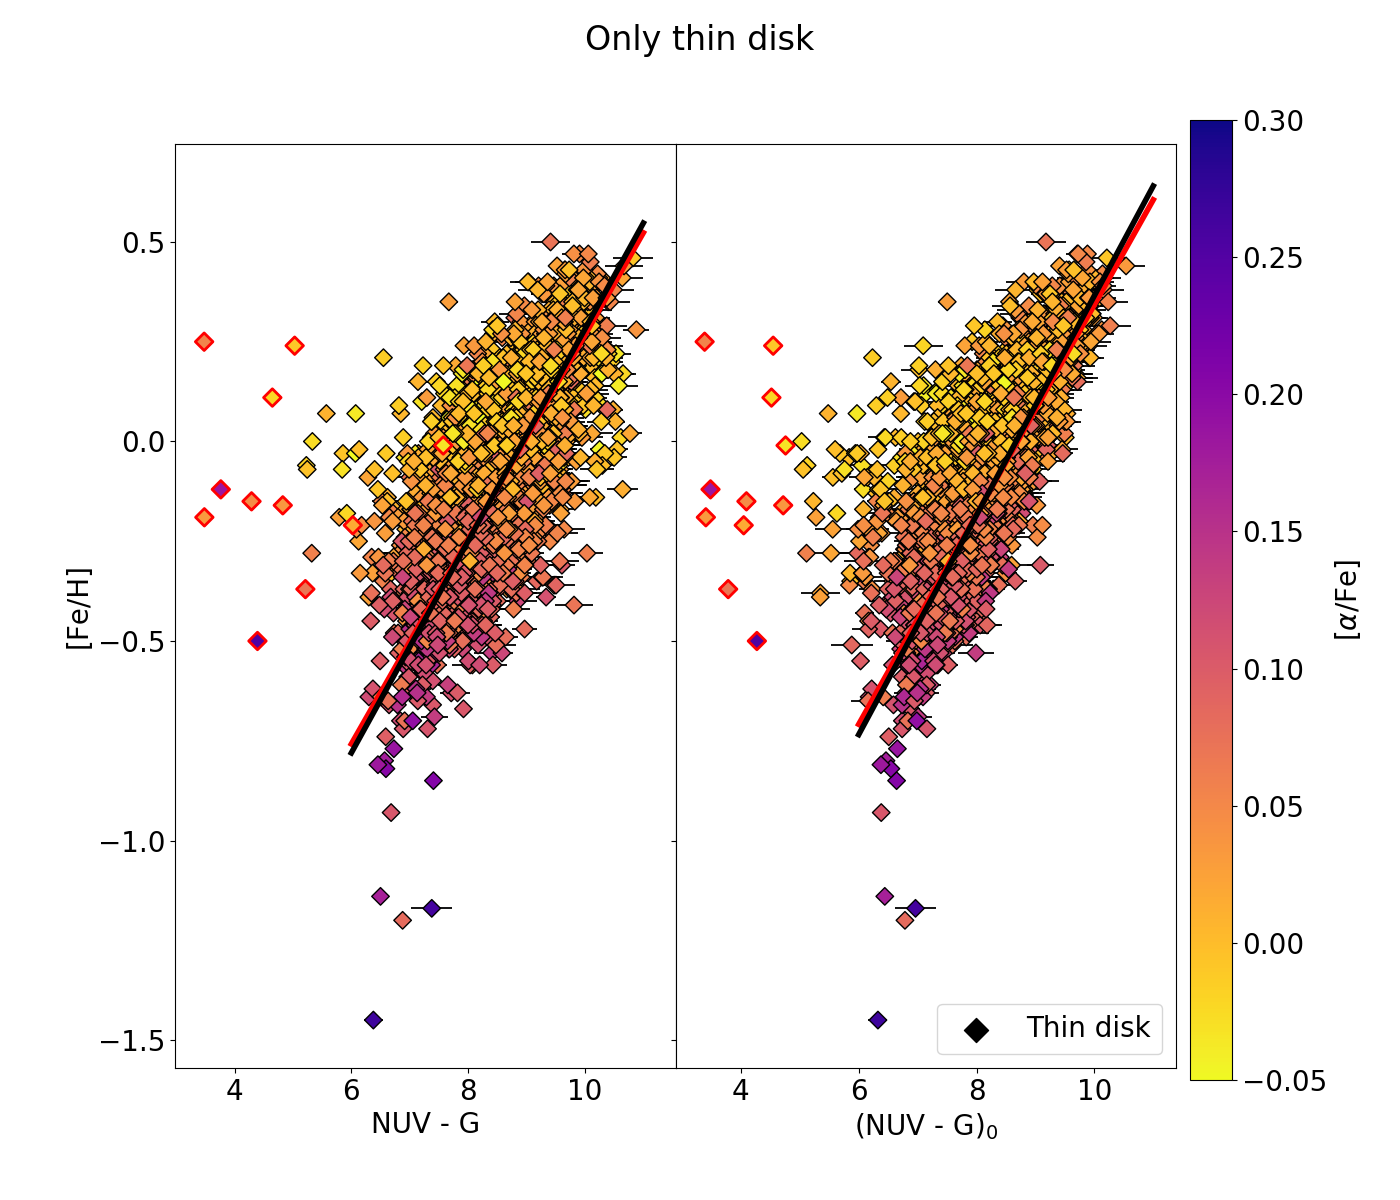 Only thin disk
[Fe/H]
0.5
0.0
−0.5
−1.0
−1.5
4 6 8 10
NUV - G
4 6 8 10
(NUV - G)₀
Thin disk
0.30
0.25
0.20
0.15
0.10
0.05
0.00
−0.05
[α/Fe]